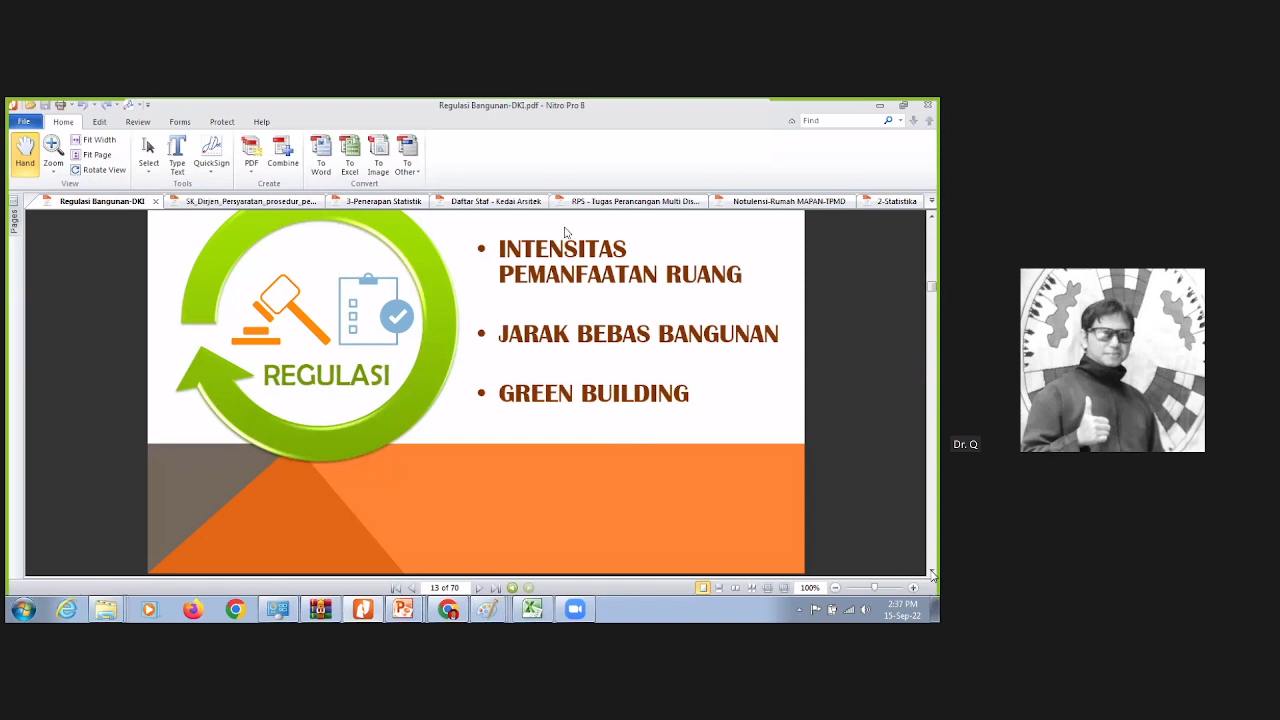 Regulasi Bangunan-DKI.pdf - Nitro Pro 8
File Home Edit Review Forms Protect Help
Find
Hand
Zoom
Fit Width
Fit Page
Rotate View
View
Select
Type Text
QuickSign
Tools
PDF
Combine
Create
To Word
To Excel
To Image
To Other
Convert
Regulasi Bangunan-DKI
SK_Dirjen_Persyaratan_prosedur_pe...
3-Penerapan Statistik
Daftar Staf - Kedai Arsitek
RPS - Tugas Perancangan Multi Dis...
Notulensi-Rumah MAPAN-TPMD
2-Statistika
Pages
REGULASI
• INTENSITAS
PEMANFAATAN RUANG
• JARAK BEBAS BANGUNAN
• GREEN BUILDING
13 of 70
100%
2:37 PM
15-Sep-22
Dr. Q